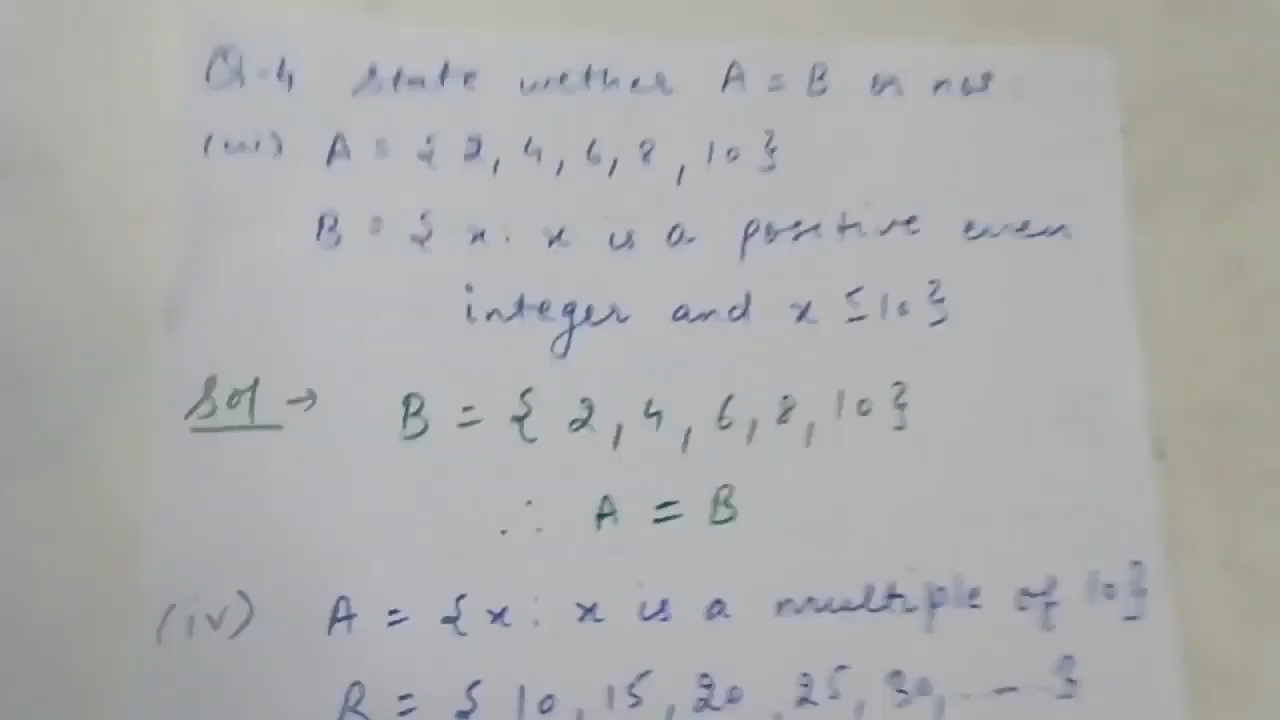 Q.4 state wether A = B or not:
(iii) A = { 2, 4, 6, 8, 10 }
B = { x : x is a positive even
integer and x ≤ 10 }
Sol → B = { 2, 4, 6, 8, 10 }
∴ A = B
(iv) A = { x : x is a multiple of 10 }
B = { 10, 15, 20, 25, 30, --- }